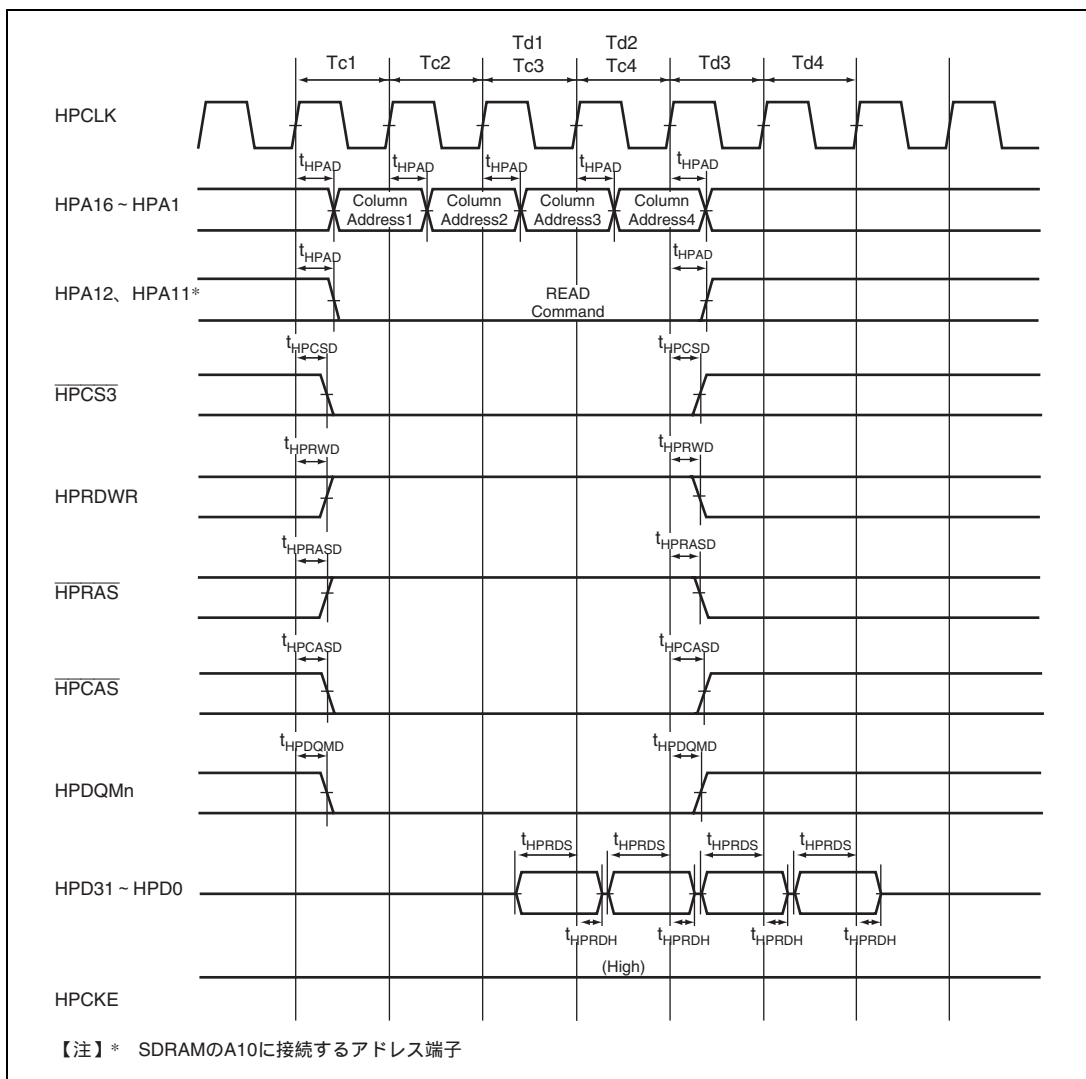 Td1 Td2
Tc1 Tc2 Tc3 Tc4 Td3 Td4
HPCLK
tHPAD tHPAD tHPAD tHPAD tHPAD
HPA16 ~ HPA1
Column Address1
Column Address2
Column Address3
Column Address4
tHPAD tHPAD
HPA12、HPA11*
READ
Command
tHPCSD tHPCSD
HPCS3
tHPRWD tHPRWD
HPRDWR
tHPRASD tHPRASD
HPRAS
tHPCASD tHPCASD
HPCAS
tHPDQMD tHPDQMD
HPDQMn
tHPRDS tHPRDS tHPRDS tHPRDS
HPD31 ~ HPD0
tHPRDH tHPRDH tHPRDH tHPRDH
(High)
HPCKE
【注】* SDRAMのA10に接続するアドレス端子